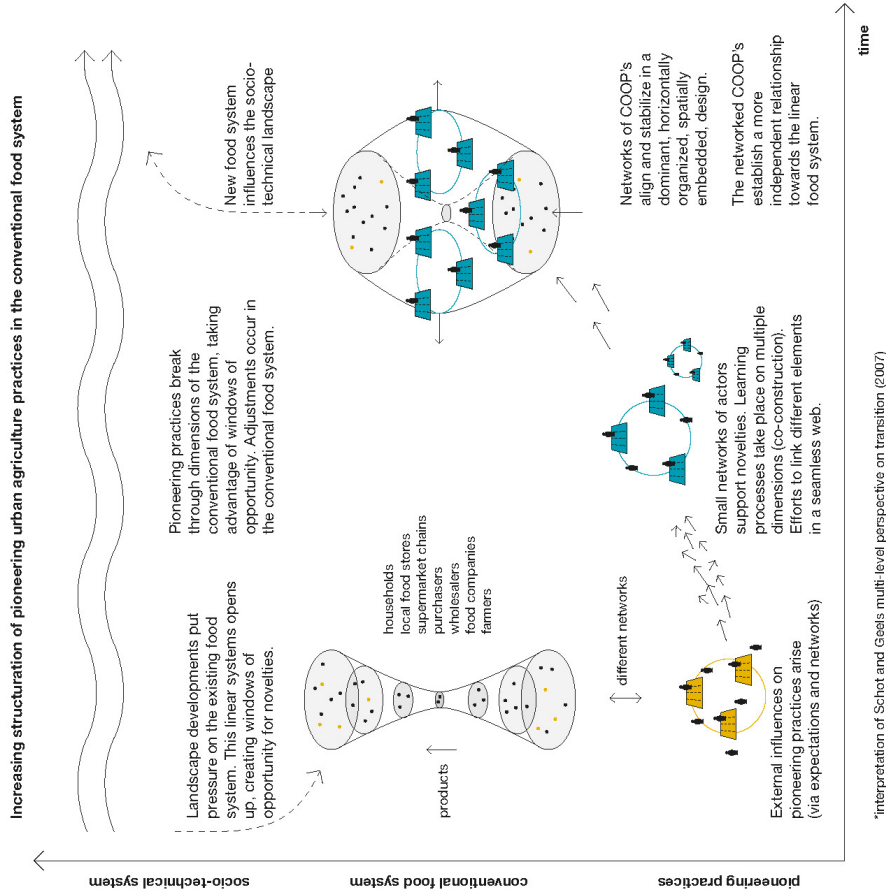 Increasing structuration of pioneering urban agriculture practices in the conventional food system
socio-technical system
conventional food system
pioneering practices
Landscape developments put
pressure on the existing food
system. This linear systems opens
up, creating windows of
opportunity for novelties.
Pioneering practices break
through dimensions of the
conventional food system, taking
advantage of windows of
opportunity. Adjustments occur in
the conventional food system.
New food system
influences the socio-
technical landscape
products
households
local food stores
supermarket chains
purchasers
wholesalers
food companies
farmers
different networks
External influences on
pioneering practices arise
(via expectations and networks)
Small networks of actors
support novelties. Learning
processes take place on multiple
dimensions (co-construction).
Efforts to link different elements
in a seamless web.
Networks of COOP's
align and stabilize in a
dominant, horizontally
organized, spatially
embedded, design.
The networked COOP's
establish a more
independent relationship
towards the linear
food system.
time
*interpretation of Schot and Geels multi-level perspective on transition (2007)